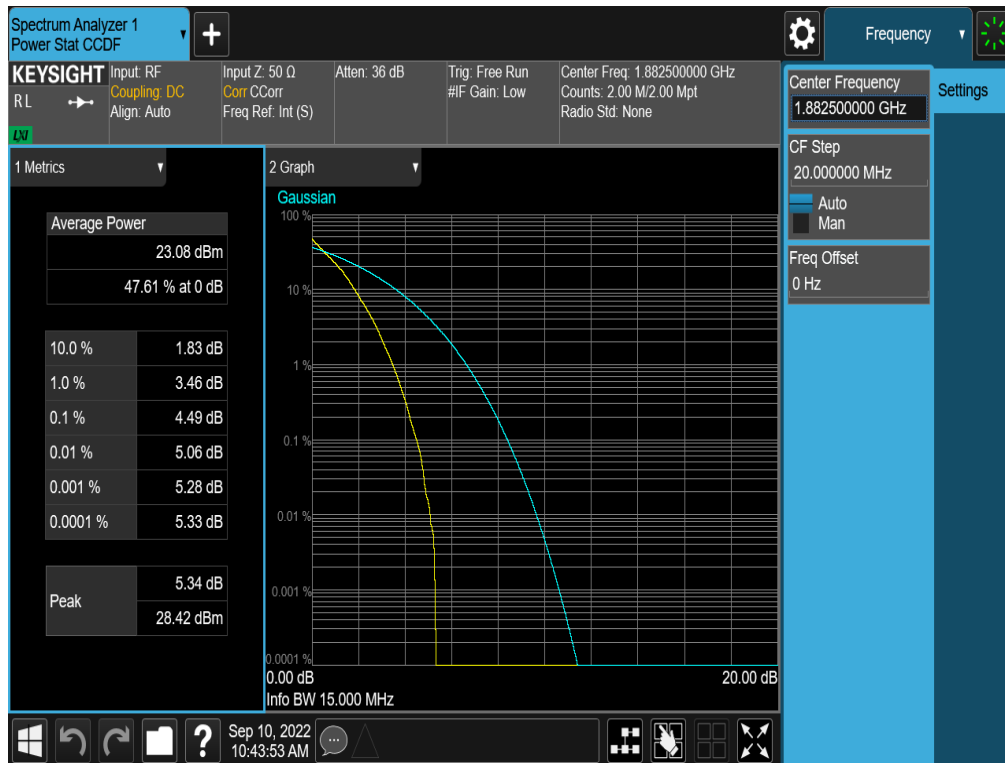 Spectrum Analyzer 1
Power Stat CCDF
+
Frequency
KEYSIGHT
RL
LXI
Input: RF
Coupling: DC
Align: Auto
Input Z: 50 Ω
Corr CCorr
Freq Ref: Int (S)
Atten: 36 dB
Trig: Free Run
#IF Gain: Low
Center Freq: 1.882500000 GHz
Counts: 2.00 M/2.00 Mpt
Radio Std: None
Center Frequency
1.882500000 GHz
Settings
CF Step
20.000000 MHz
Auto
Man
Freq Offset
0 Hz
1 Metrics
Average Power
23.08 dBm
47.61 % at 0 dB
10.0 % 1.83 dB
1.0 % 3.46 dB
0.1 % 4.49 dB
0.01 % 5.06 dB
0.001 % 5.28 dB
0.0001 % 5.33 dB
Peak
5.34 dB
28.42 dBm
2 Graph
Gaussian
100 %
10 %
1 %
0.1 %
0.01 %
0.001 %
0.0001 %
0.00 dB 20.00 dB
Info BW 15.000 MHz
?
Sep 10, 2022
10:43:53 AM